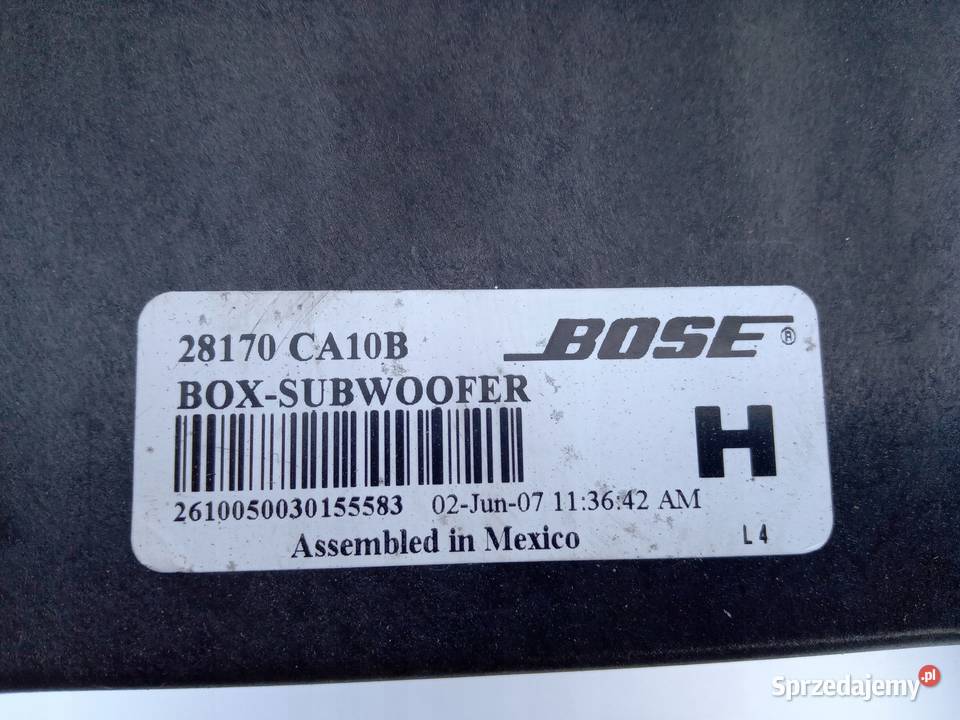 28170 CA10B
BOSE ®
BOX-SUBWOOFER
H
2610050030155583 02-Jun-07 11:36:42 AM
Assembled in Mexico
L4
Sprzedajemy.pl